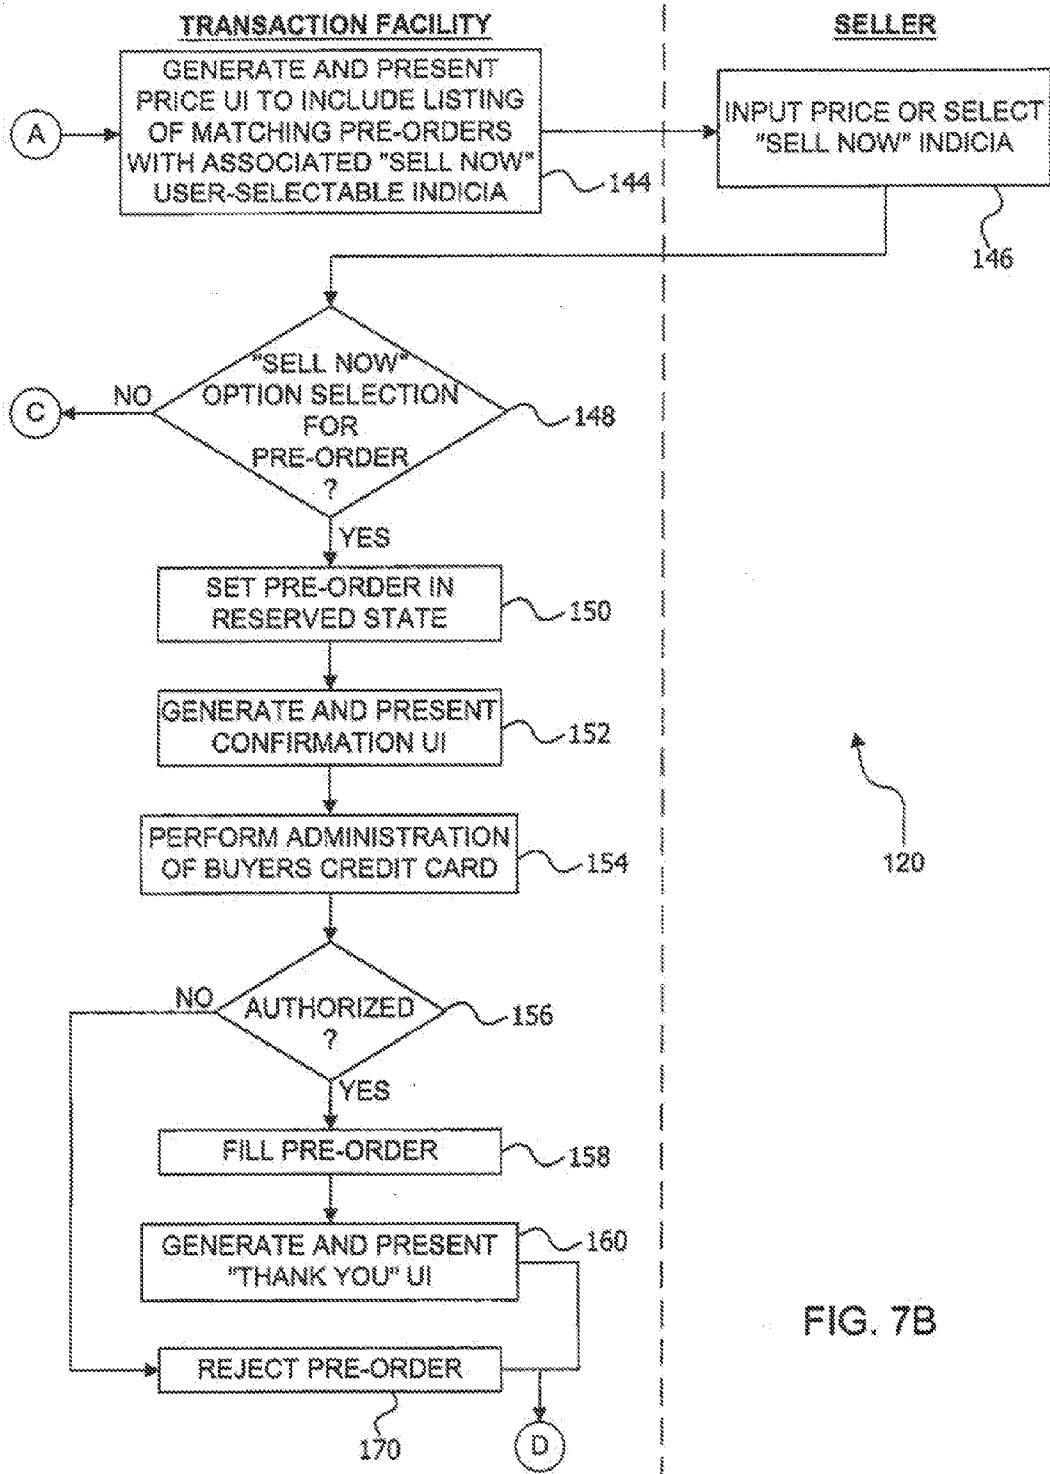 TRANSACTION FACILITY
SELLER
A
GENERATE AND PRESENT
PRICE UI TO INCLUDE LISTING
OF MATCHING PRE-ORDERS
WITH ASSOCIATED "SELL NOW"
USER-SELECTABLE INDICIA
144
INPUT PRICE OR SELECT
"SELL NOW" INDICIA
146
"SELL NOW"
OPTION SELECTION
FOR
PRE-ORDER
?
148
NO
C
YES
SET PRE-ORDER IN
RESERVED STATE
150
GENERATE AND PRESENT
CONFIRMATION UI
152
PERFORM ADMINISTRATION
OF BUYERS CREDIT CARD
154
120
AUTHORIZED
?
156
NO
YES
FILL PRE-ORDER
158
GENERATE AND PRESENT
"THANK YOU" UI
160
REJECT PRE-ORDER
170
D
FIG. 7B